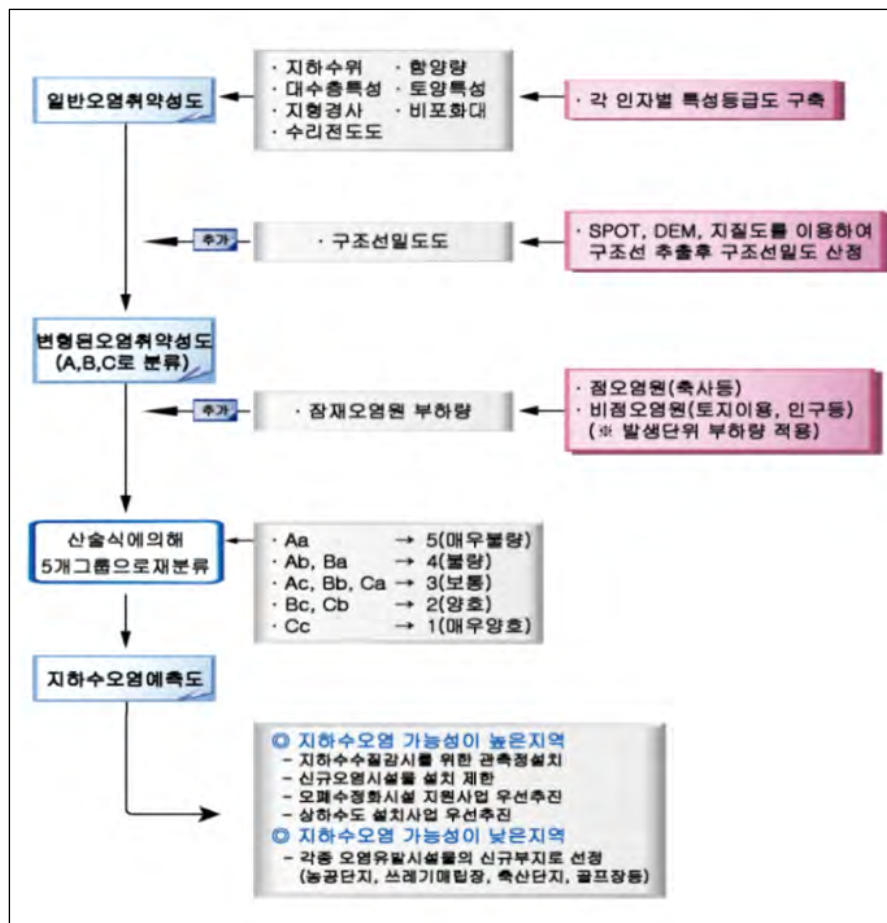 일반오염취약성도
· 지하수위 · 함양량
· 대수층특성 · 토양특성
· 지형경사 · 비포화대
· 수리전도도
· 각 인자별 특성등급도 구축
추가
· 구조선밀도도
· SPOT, DEM, 지질도를 이용하여
구조선 추출후 구조선밀도 산정
변형된오염취약성도
(A,B,C로 분류)
추가
· 잠재오염원 부하량
· 점오염원(축사등)
· 비점오염원(토지이용, 인구등)
(※ 발생단위 부하량 적용)
산술식에의해
5개그룹으로재분류
· Aa → 5(매우불량)
· Ab, Ba → 4(불량)
· Ac, Bb, Ca → 3(보통)
· Bc, Cb → 2(양호)
· Cc → 1(매우양호)
지하수오염예측도
◎ 지하수오염 가능성이 높은지역
– 지하수수질감시를 위한 관측정설치
– 신규오염시설물 설치 제한
– 오폐수정화시설 지원사업 우선추진
– 상하수도 설치사업 우선추진
◎ 지하수오염 가능성이 낮은지역
– 각종 오염유발시설물의 신규부지로 선정
(농공단지, 쓰레기매립장, 축산단지, 골프장등)